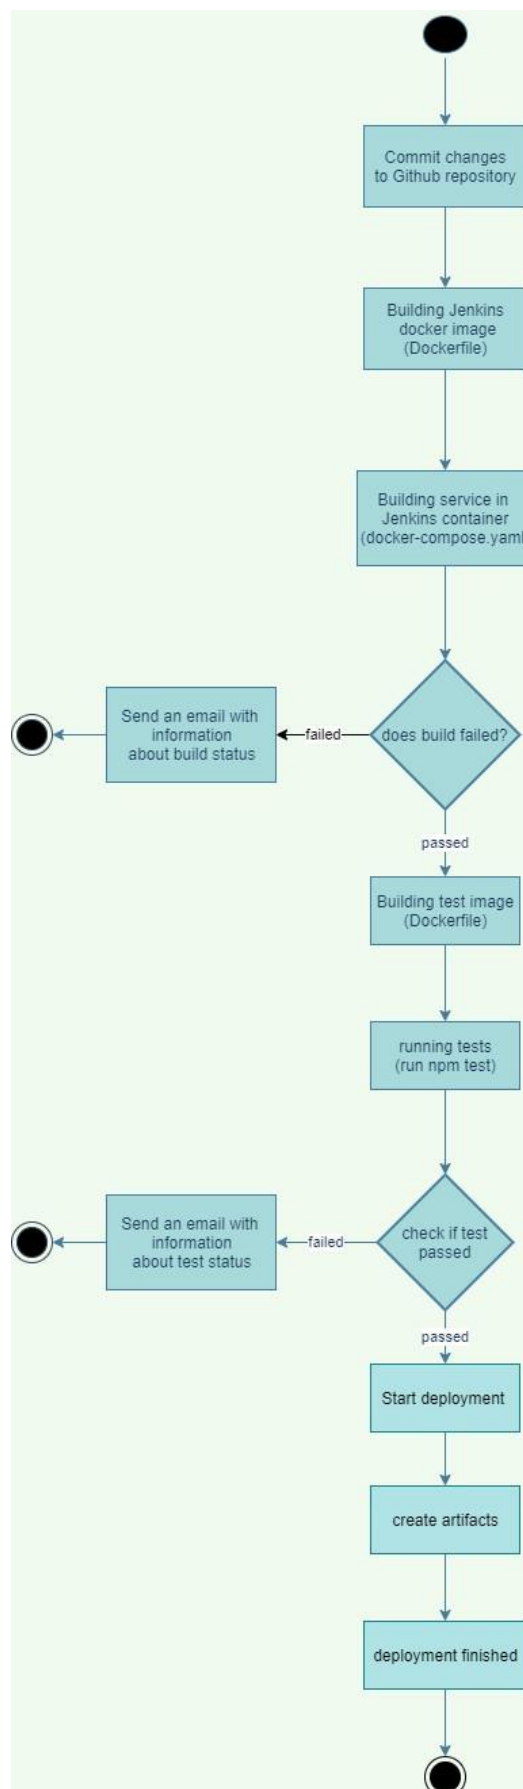 Commit changes
to Github repository
Building Jenkins
docker image
(Dockerfile)
Building service in
Jenkins container
(docker-compose.yaml
does build failed?
failed
Send an email with
information
about build status
passed
Building test image
(Dockerfile)
running tests
(run npm test)
check if test
passed
failed
Send an email with
information
about test status
passed
Start deployment
create artifacts
deployment finished